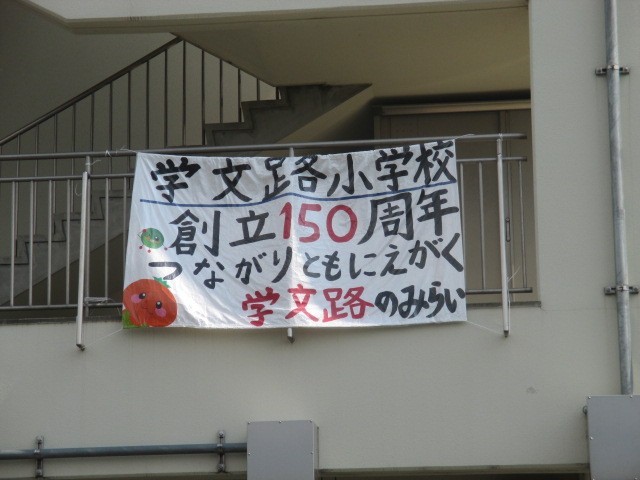 学文路小学校
創立150周年
つながりともにえがく
学文路のみらい